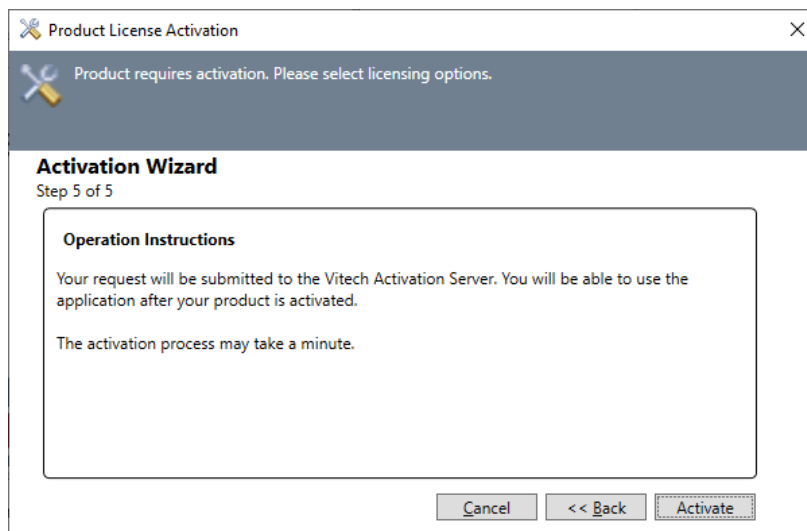 Product License Activation
Product requires activation. Please select licensing options.
Activation Wizard
Step 5 of 5
Operation Instructions
Your request will be submitted to the Vitech Activation Server. You will be able to use the
application after your product is activated.
The activation process may take a minute.
Cancel
<< Back
Activate